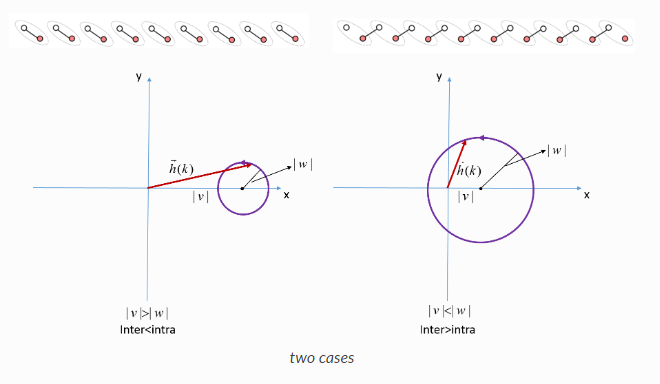 y
y
h⃗(k)
|w|
|v|
x
h⃗(k)
|w|
|v|
x
|v|>|w|
Inter<intra
|v|<|w|
Inter>intra
two cases